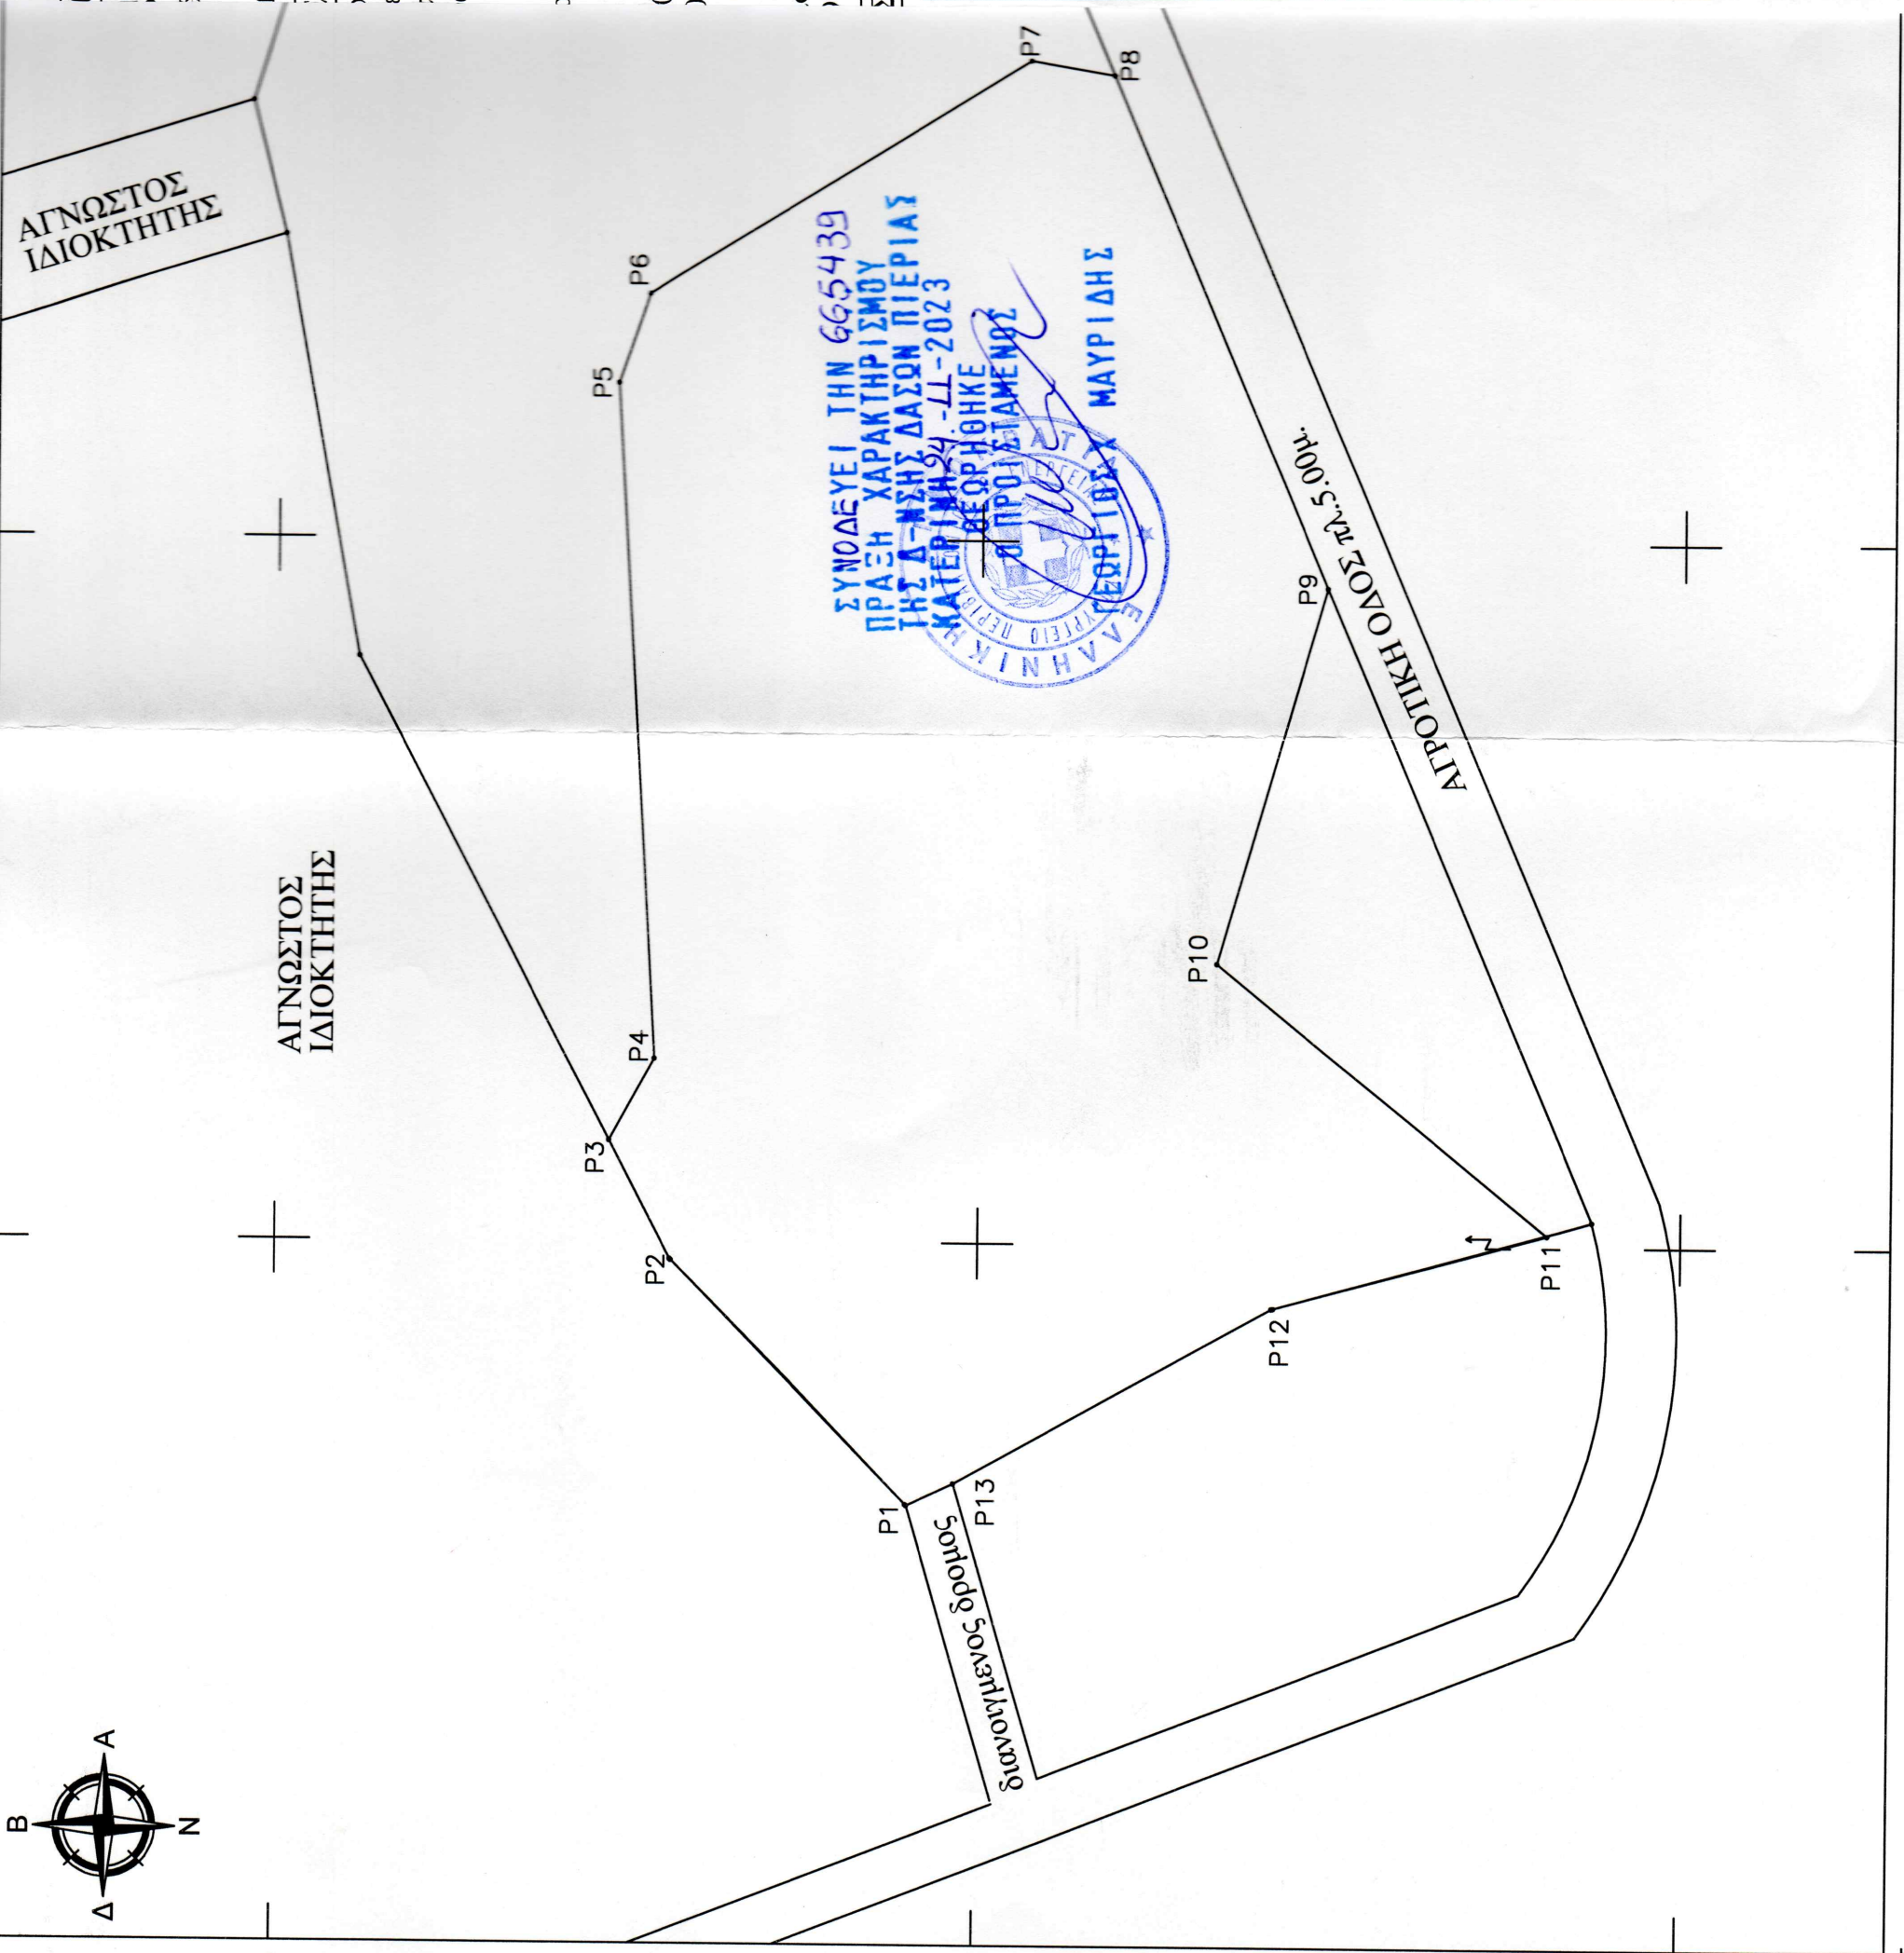 ΑΓΝΩΣΤΟΣ
ΙΔΙΟΚΤΗΤΗΣ
P7
P8
P6
P5
ΣΥΝΟΔΕΥΕΙ ΤΗΝ 6654439
ΠΡΑΞΗ ΧΑΡΑΚΤΗΡΙΣΜΟΥ
ΤΗΣ Δ-ΝΣΗΣ ΔΑΣΩΝ ΠΙΕΡΙΑΣ
ΚΑΤΕΡΙΝΗ 24-11-2023
ΘΕΩΡΗΘΗΚΕ
Ο ΠΡΟΪΣΤΑΜΕΝΟΣ
ΓΕΩΡΓΙΟΣ Χ ΜΑΥΡΙΔΗΣ
ΕΛΛΗΝΙΚΗ
P9
ΑΓΡΟΤΙΚΗ ΟΔΟΣ πλ.5.00μ.
ΑΓΝΩΣΤΟΣ
ΙΔΙΟΚΤΗΤΗΣ
P10
P4
P3
P2
P11
P12
P1
P13
διανοιγμενος δρομος
Β
Α
Ν
Δ